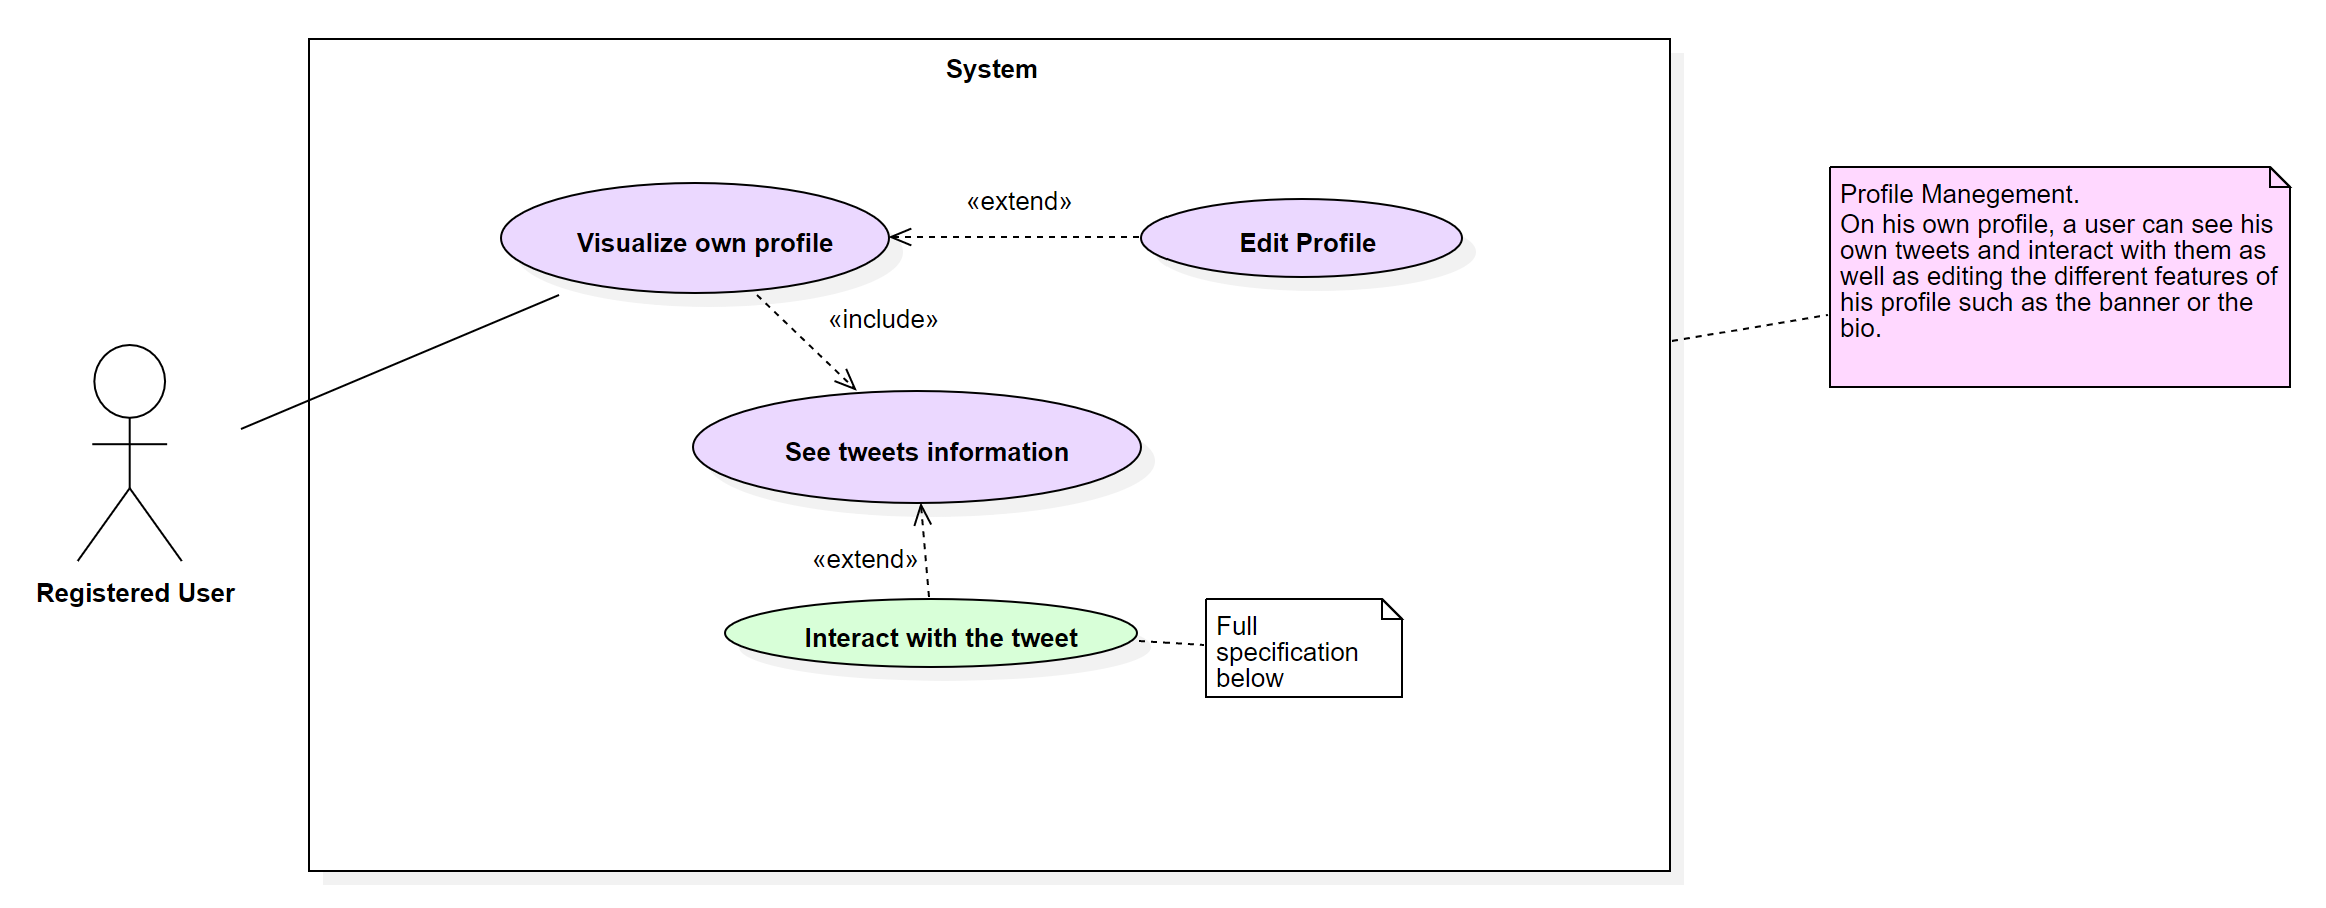 System
Visualize own profile
«extend»
Edit Profile
Profile Manegement.
On his own profile, a user can see his
own tweets and interact with them as
well as editing the different features of
his profile such as the banner or the
bio.
«include»
See tweets information
«extend»
Interact with the tweet
Full
specification
below
Registered User